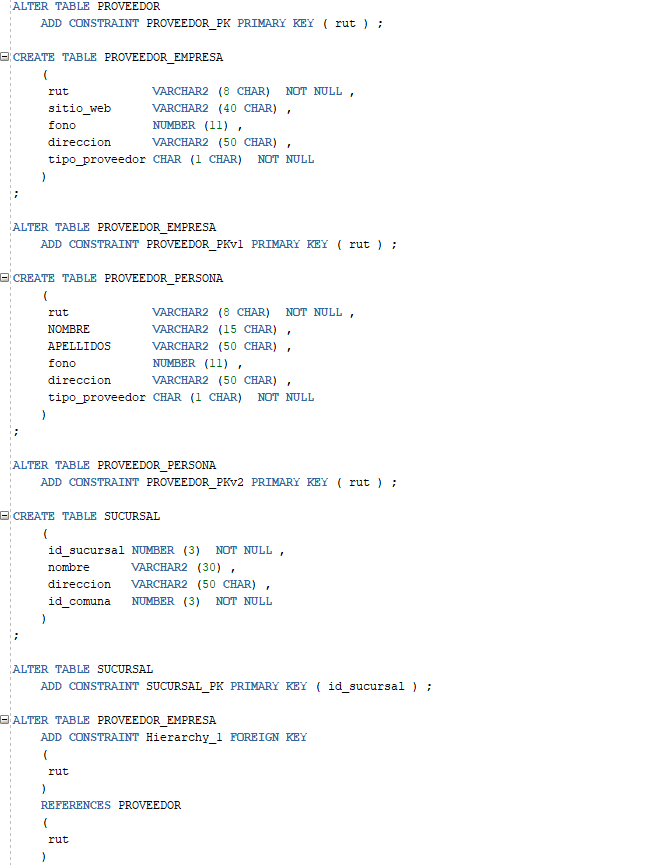 ALTER TABLE PROVEEDOR
ADD CONSTRAINT PROVEEDOR_PK PRIMARY KEY ( rut ) ;
CREATE TABLE PROVEEDOR_EMPRESA
(
rut VARCHAR2 (8 CHAR) NOT NULL ,
sitio_web VARCHAR2 (40 CHAR) ,
fono NUMBER (11) ,
direccion VARCHAR2 (50 CHAR) ,
tipo_proveedor CHAR (1 CHAR) NOT NULL
)
;
ALTER TABLE PROVEEDOR_EMPRESA
ADD CONSTRAINT PROVEEDOR_PKv1 PRIMARY KEY ( rut ) ;
CREATE TABLE PROVEEDOR_PERSONA
(
rut VARCHAR2 (8 CHAR) NOT NULL ,
NOMBRE VARCHAR2 (15 CHAR) ,
APELLIDOS VARCHAR2 (50 CHAR) ,
fono NUMBER (11) ,
direccion VARCHAR2 (50 CHAR) ,
tipo_proveedor CHAR (1 CHAR) NOT NULL
)
;
ALTER TABLE PROVEEDOR_PERSONA
ADD CONSTRAINT PROVEEDOR_PKv2 PRIMARY KEY ( rut ) ;
CREATE TABLE SUCURSAL
(
id_sucursal NUMBER (3) NOT NULL ,
nombre VARCHAR2 (30) ,
direccion VARCHAR2 (50 CHAR) ,
id_comuna NUMBER (3) NOT NULL
)
;
ALTER TABLE SUCURSAL
ADD CONSTRAINT SUCURSAL_PK PRIMARY KEY ( id_sucursal ) ;
ALTER TABLE PROVEEDOR_EMPRESA
ADD CONSTRAINT Hierarchy_1 FOREIGN KEY
(
rut
)
REFERENCES PROVEEDOR
(
rut
)